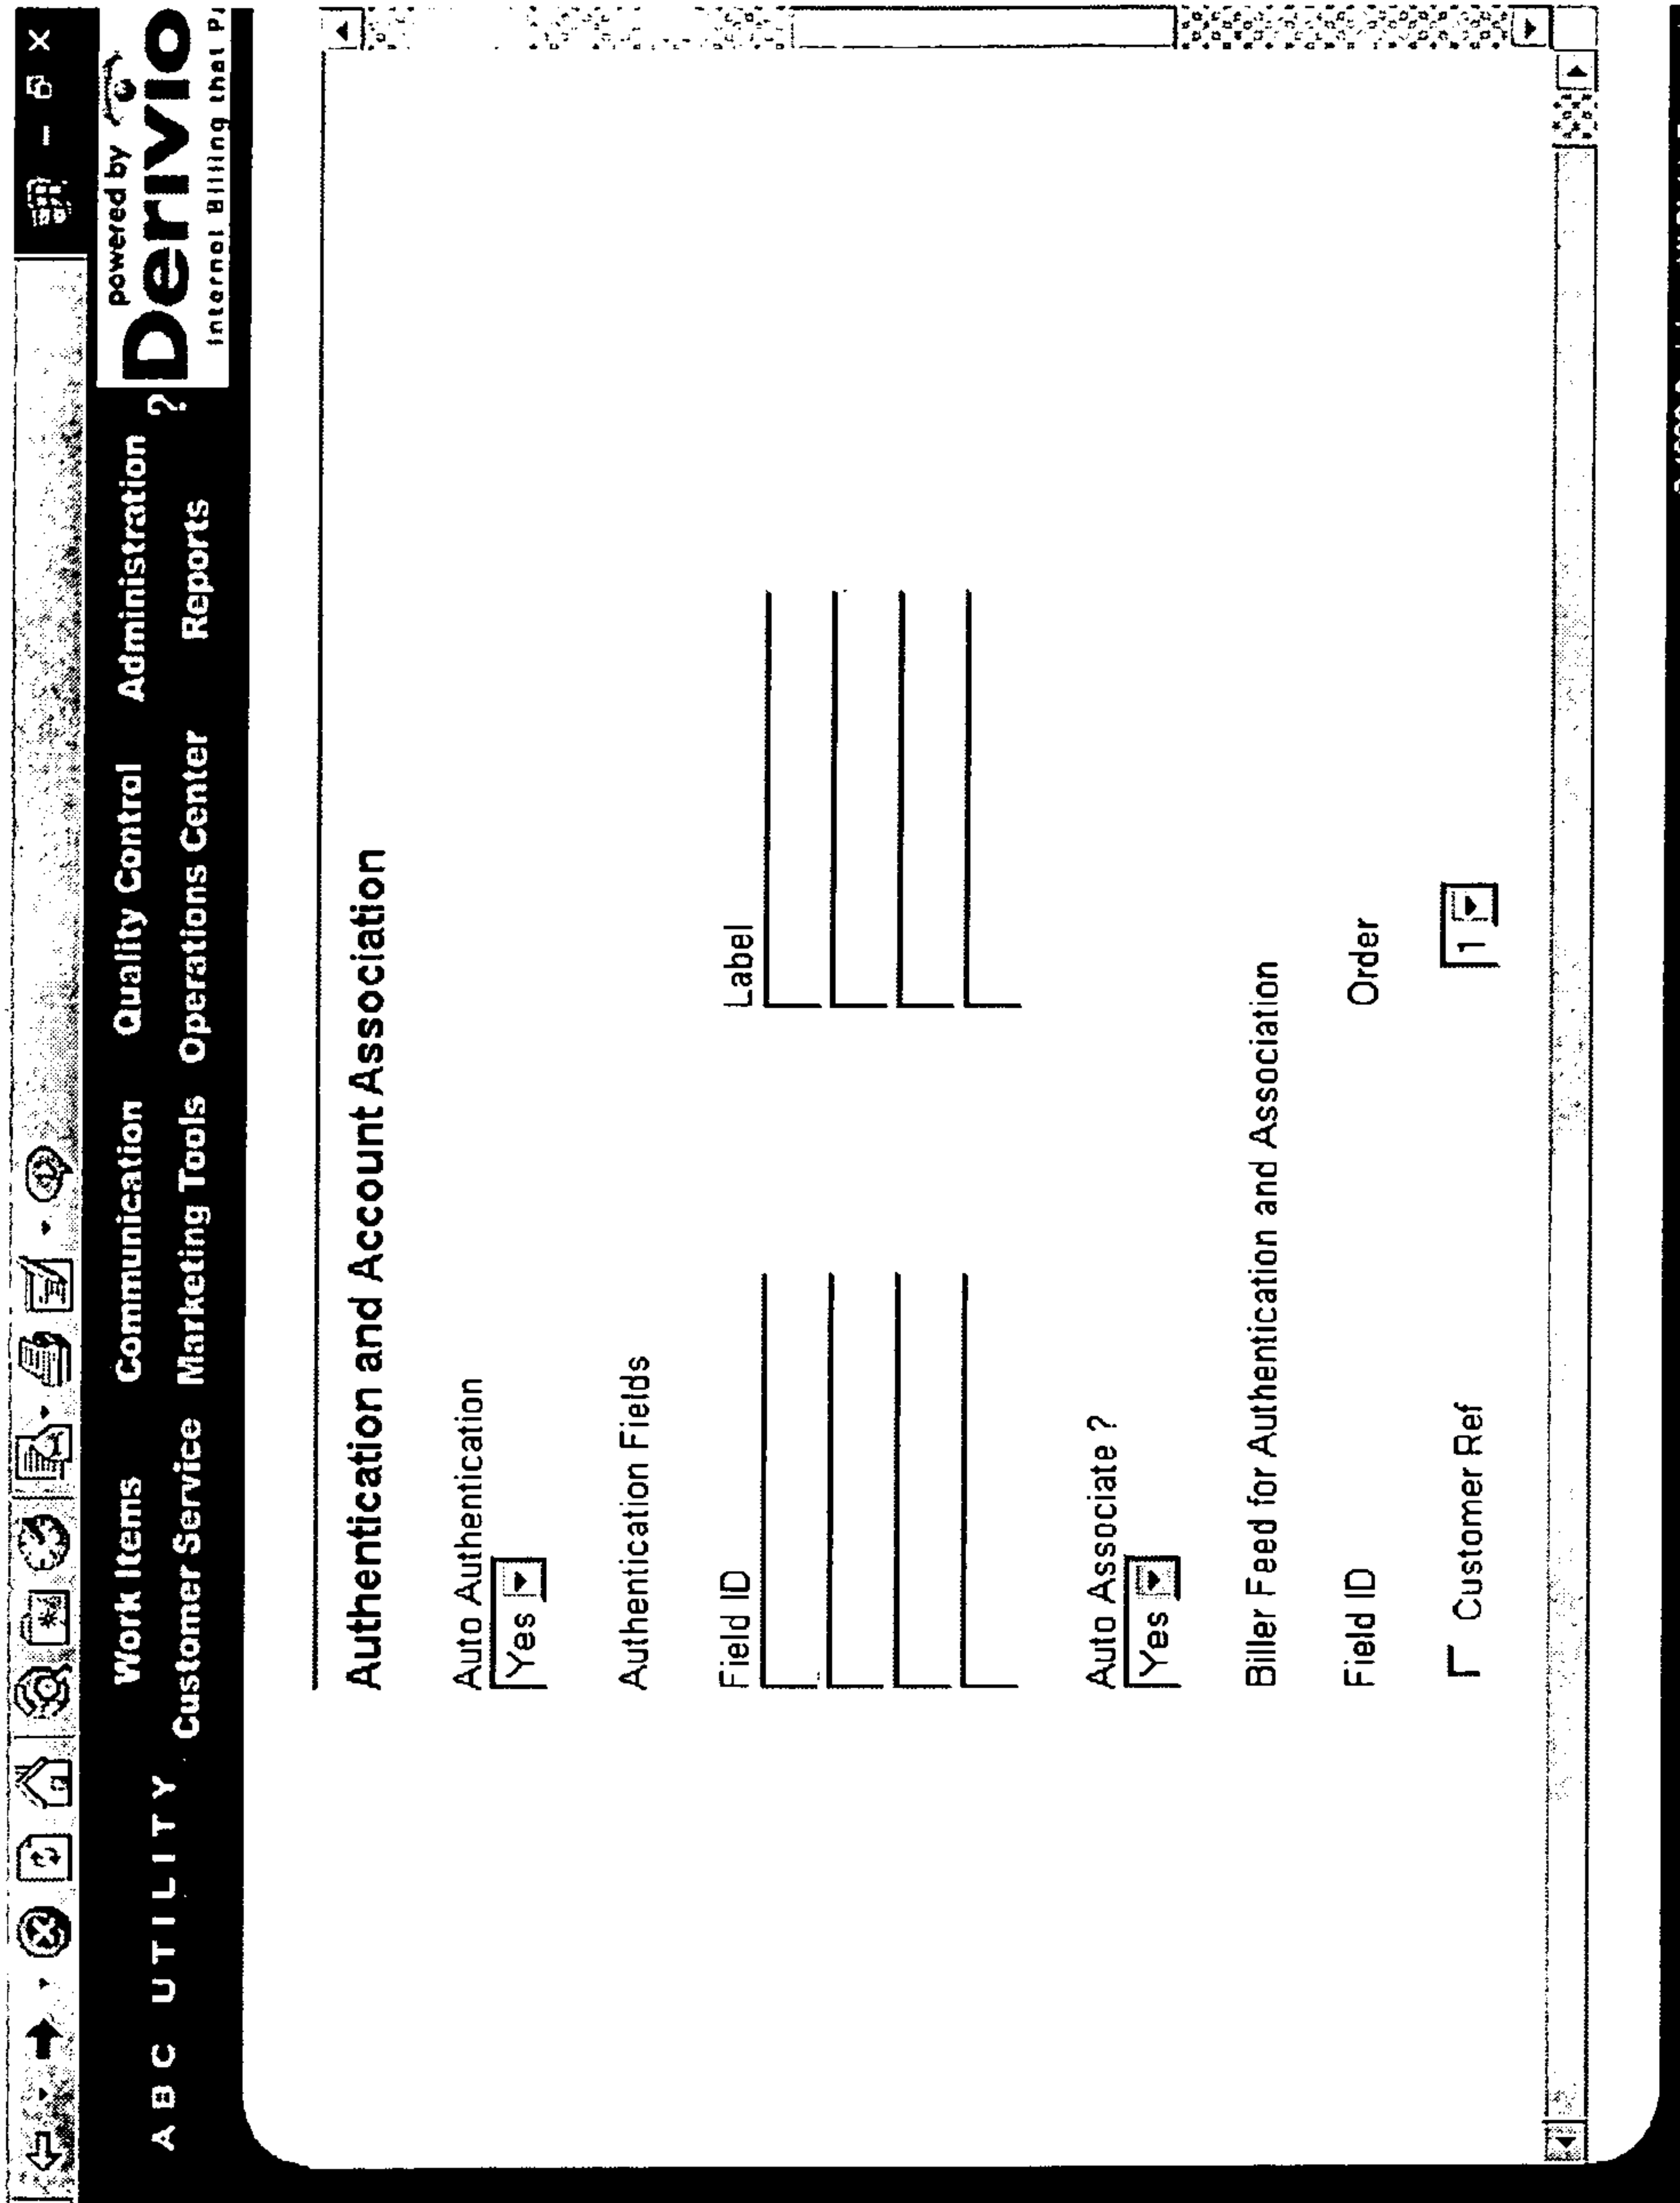 powered by
Derivio
Internet Billing that
A B C UTILITY
Work Items Communication Quality Control Administration
?
Customer Service Marketing Tools Operations Center Reports
Authentication and Account Association
Auto Authentication
Yes
Authentication Fields
Field ID Label
Auto Associate ?
Yes
Biller Feed for Authentication and Association
Field ID Order
Customer Ref 1